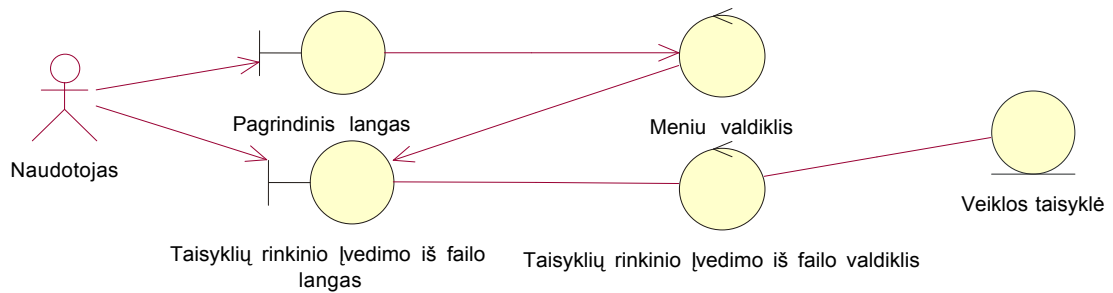 Pagrindinis langas
Meniu valdiklis
Naudotojas
Veiklos taisyklė
Taisyklių rinkinio Įvedimo iš failo
langas
Taisyklių rinkinio Įvedimo iš failo valdiklis